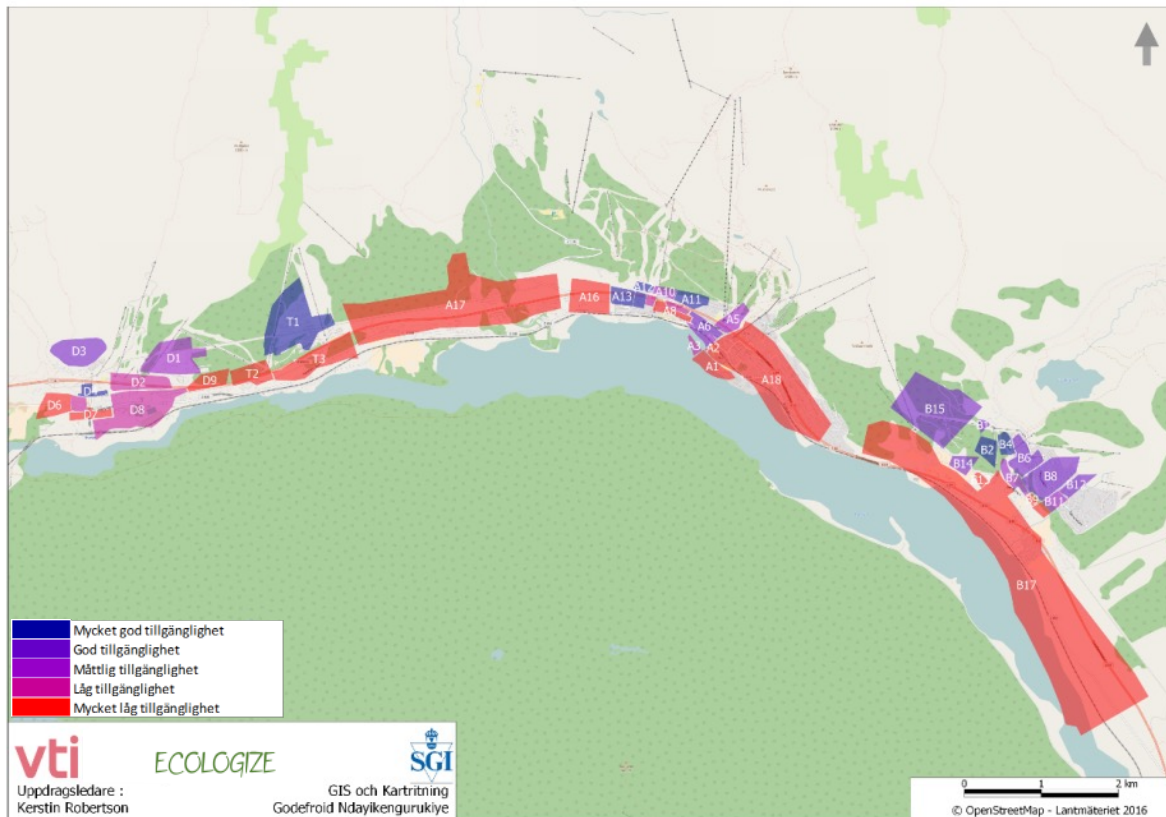 A12
A10
A13
A11
A16
A17
A8
T1
A6
A5
A3
A2
D3
D1
T3
A1
T2
D9
D2
A18
D6
D8
D7
B15
B2
B4
B6
B14
B7
B8
B12
B11
B17
Mycket god tillgänglighet
God tillgänglighet
Måttlig tillgänglighet
Låg tillgänglighet
Mycket låg tillgänglighet
vti
ECOLOGIZE
SGI
Uppdragsledare :
Kerstin Robertson
GIS och Kartritning
Godefroid Ndayikengurukiye
0 1 2 km
© OpenStreetMap - Lantmäteriet 2016